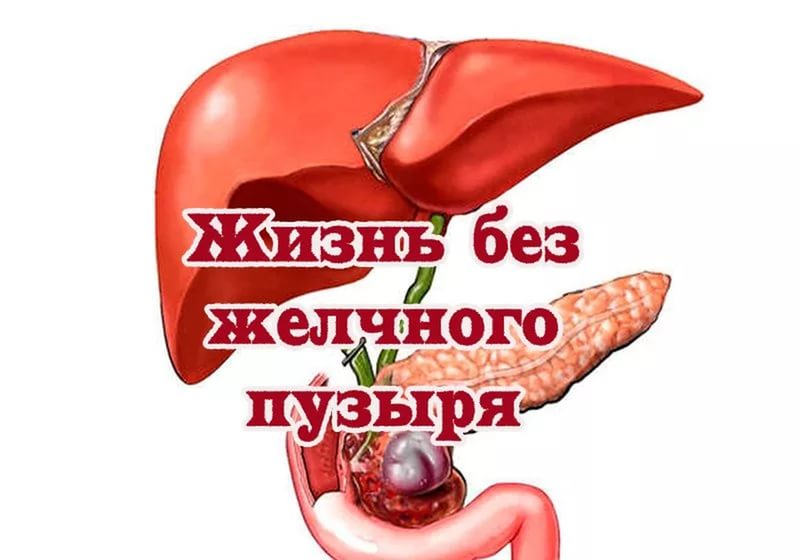 Жизнь без
желчного
пузыря